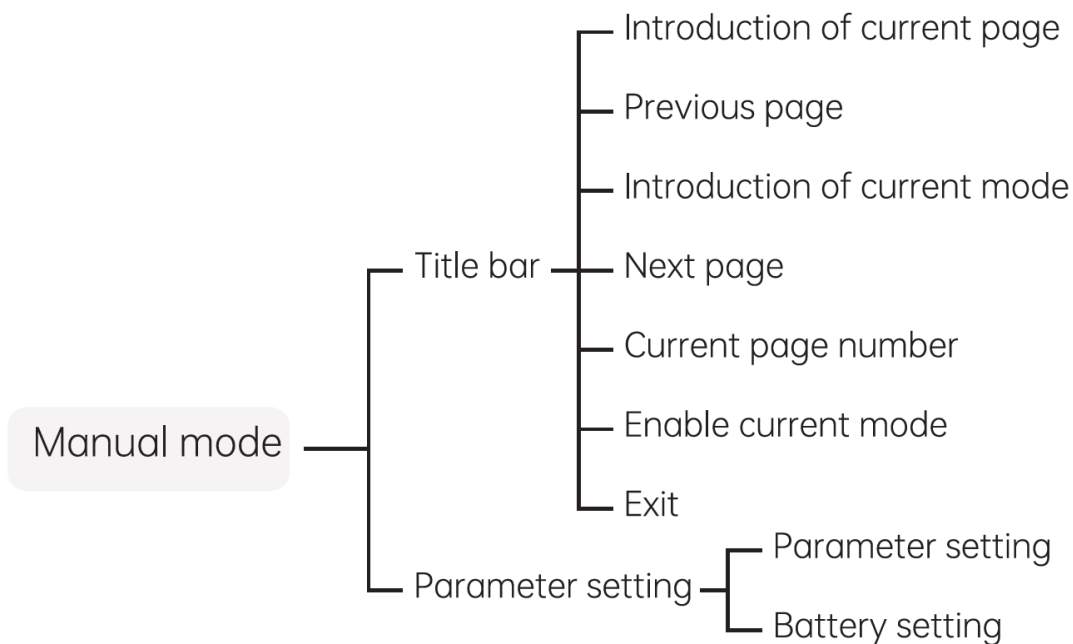 Introduction of current page
Previous page
Introduction of current mode
Title bar
Next page
Current page number
Manual mode
Enable current mode
Exit
Parameter setting
Parameter setting
Battery setting